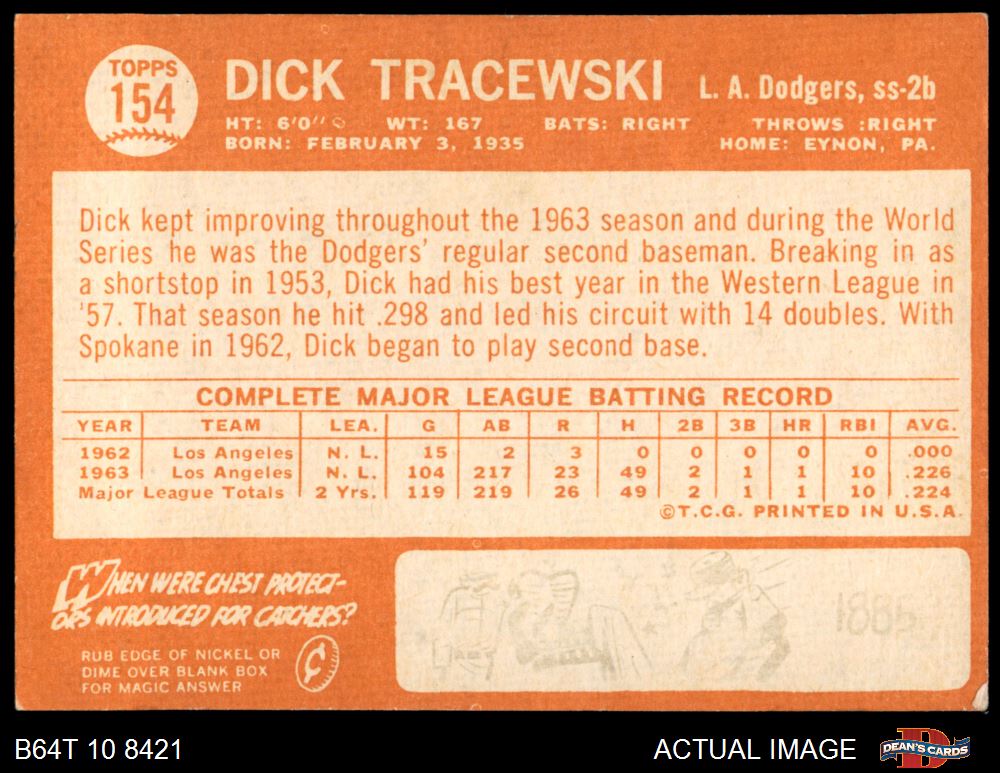 TOPPS
154
DICK TRACEWSKI
L. A. Dodgers, ss-2b
HT: 6'0" WT: 167 BATS: RIGHT THROWS :RIGHT
BORN: FEBRUARY 3, 1935 HOME: EYNON, PA.
Dick kept improving throughout the 1963 season and during the World
Series he was the Dodgers' regular second baseman. Breaking in as
a shortstop in 1953, Dick had his best year in the Western League in
'57. That season he hit .298 and led his circuit with 14 doubles. With
Spokane in 1962, Dick began to play second base.
COMPLETE MAJOR LEAGUE BATTING RECORD
YEAR TEAM LEA. G AB R H 2B 3B HR RBI AVG.
1962 Los Angeles N. L. 15 2 3 0 0 0 0 0 .000
1963 Los Angeles N. L. 104 217 23 49 2 1 1 10 .226
Major League Totals 2 Yrs. 119 219 26 49 2 1 1 10 .224
©T.C.G. PRINTED IN U.S.A.
WHEN WERE CHEST PROTECT-
ORS INTRODUCED FOR CATCHERS?
RUB EDGE OF NICKEL OR
DIME OVER BLANK BOX
FOR MAGIC ANSWER
¢
B64T 10 8421
ACTUAL IMAGE
DEAN'S CARDS